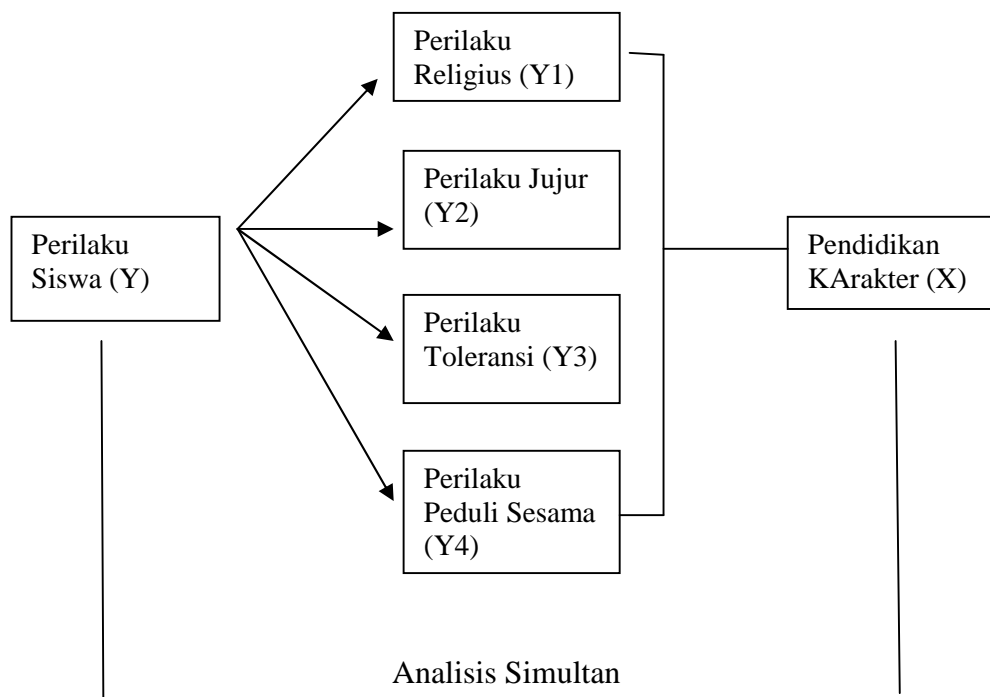 Perilaku
Religius (Y1)
Perilaku Jujur
(Y2)
Perilaku
Siswa (Y)
Pendidikan
KArakter (X)
Perilaku
Toleransi (Y3)
Perilaku
Peduli Sesama
(Y4)
Analisis Simultan